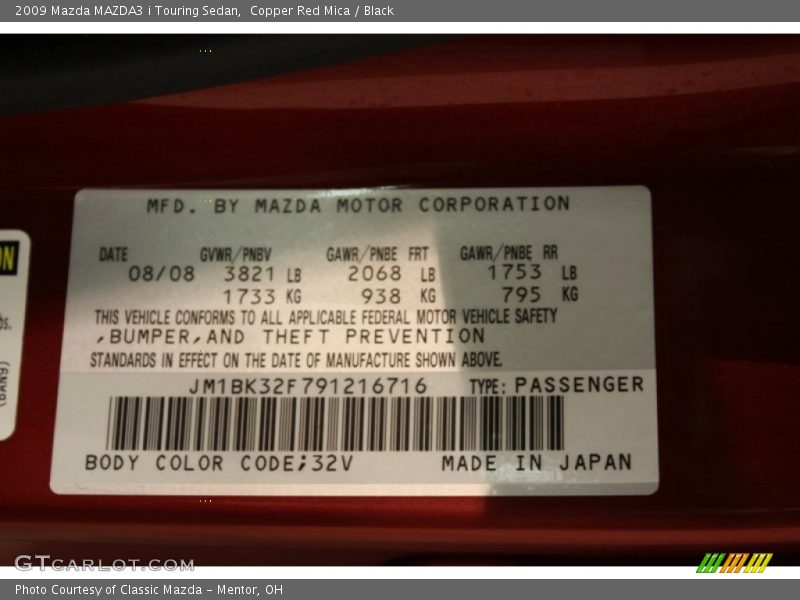 2009 Mazda MAZDA3 i Touring Sedan,  Copper Red Mica / Black
MFD. BY MAZDA MOTOR CORPORATION
DATE GVWR/PNBV GAWR/PNBE FRT GAWR/PNBE RR
08/08 3821 LB 2068 LB 1753 LB
1733 KG 938 KG 795 KG
THIS VEHICLE CONFORMS TO ALL APPLICABLE FEDERAL MOTOR VEHICLE SAFETY
,BUMPER,AND THEFT PREVENTION
STANDARDS IN EFFECT ON THE DATE OF MANUFACTURE SHOWN ABOVE.
JM1BK32F791216716 TYPE: PASSENGER
BODY COLOR CODE;32V MADE IN JAPAN
ON
bs.
(BAN9)
GTCARLOT.COM
Photo Courtesy of Classic Mazda - Mentor, OH